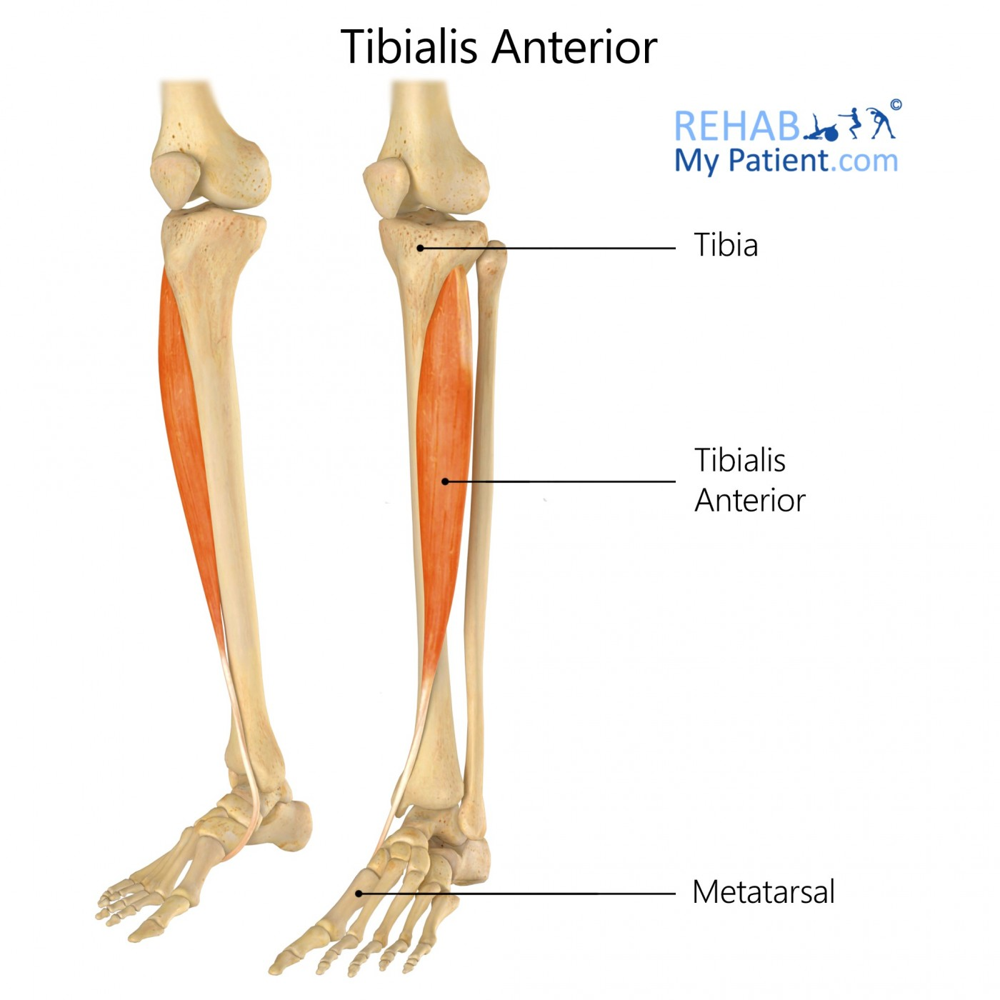 Tibialis Anterior
REHAB ©
My Patient.com
Tibia
Tibialis
Anterior
Metatarsal